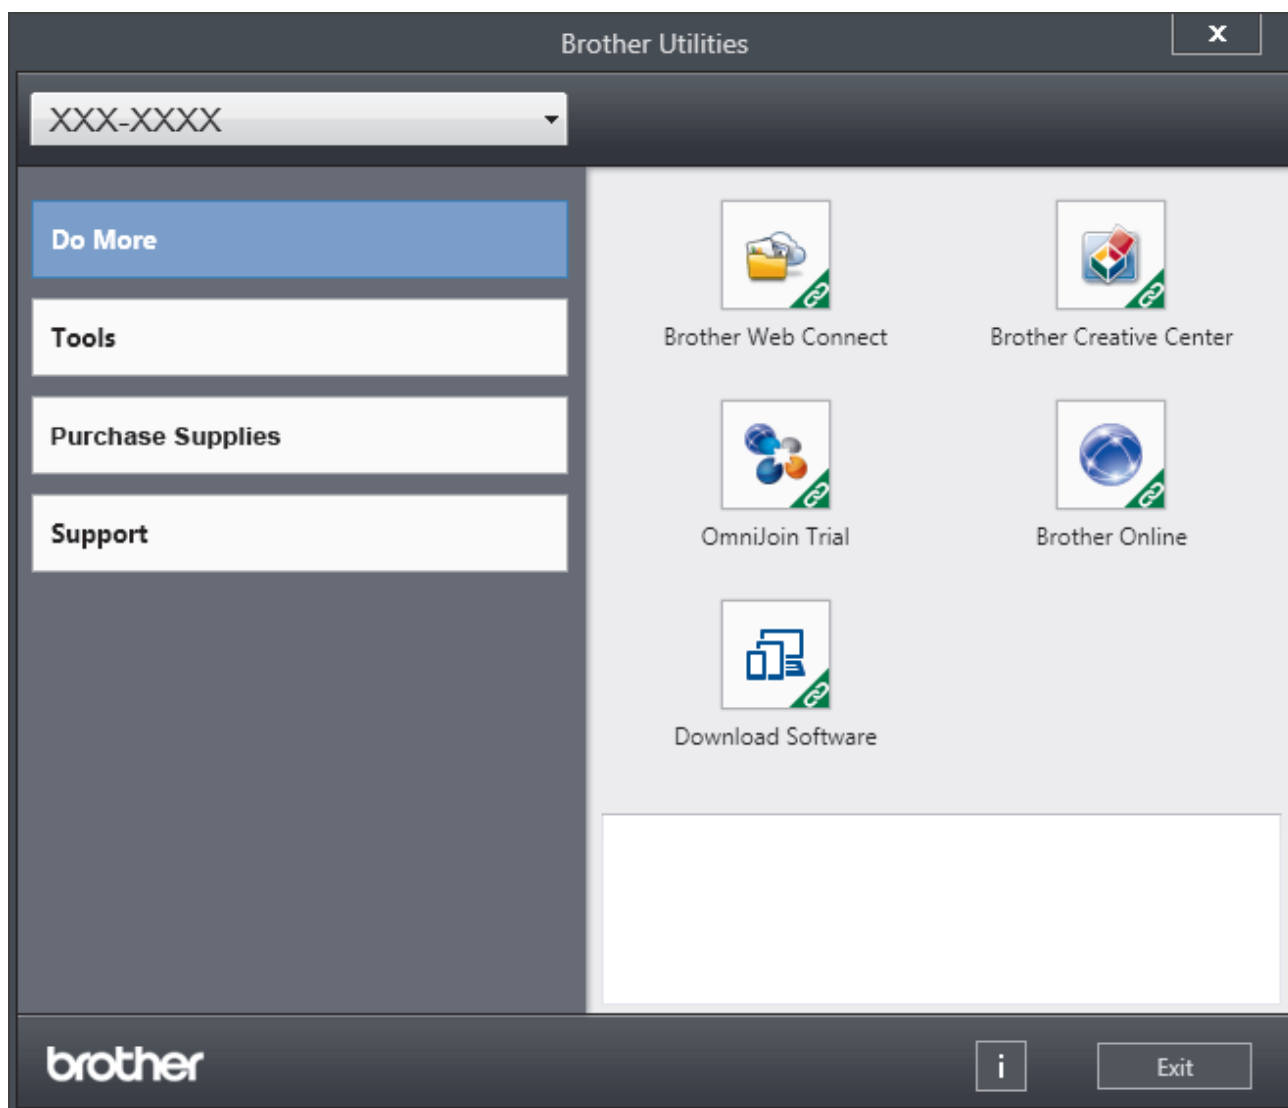 Brother Utilities
X
XXX-XXXX
Do More
Tools
Purchase Supplies
Support
Brother Web Connect
Brother Creative Center
OmniJoin Trial
Brother Online
Download Software
brother
i
Exit